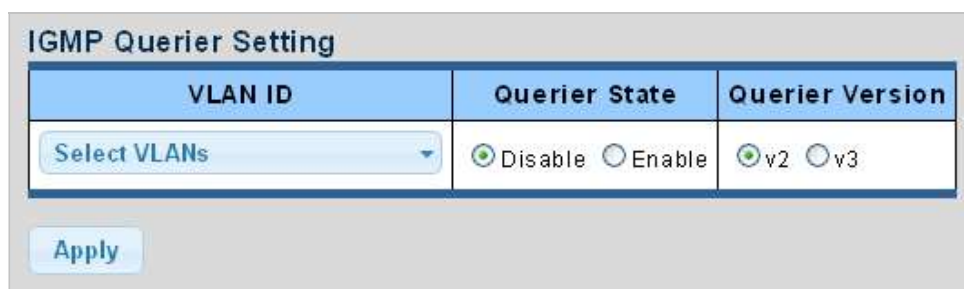 IGMP Querier Setting
VLAN ID Querier State Querier Version
Select VLANs Disable Enable v2 v3
Apply